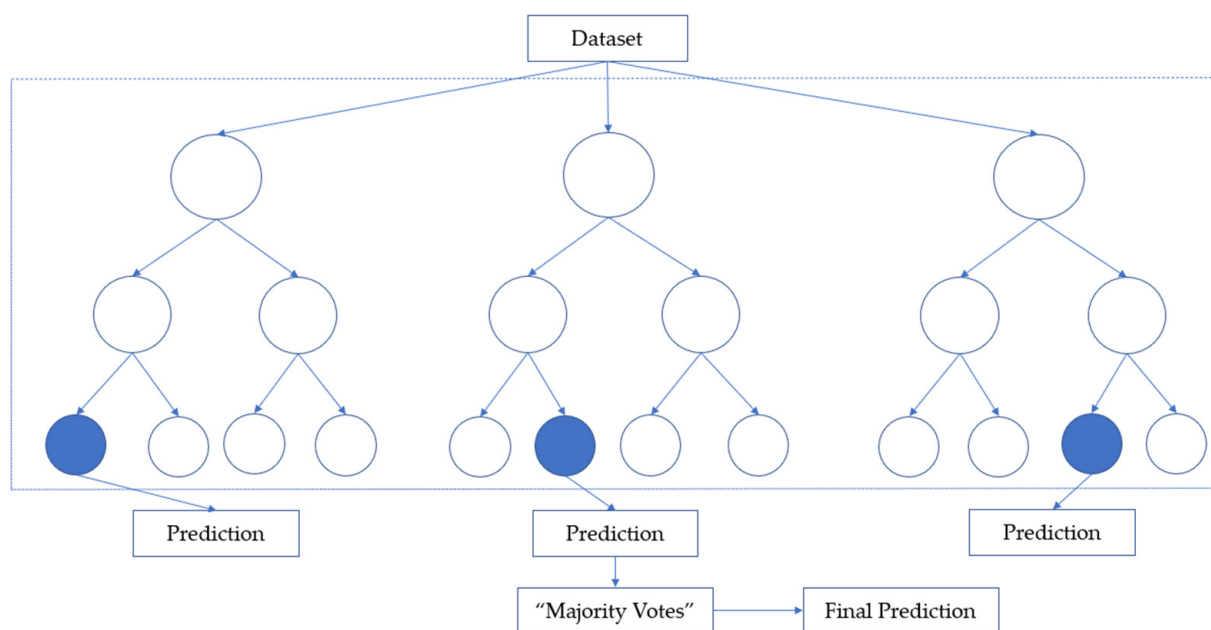 Dataset
Prediction
Prediction
Prediction
“Majority Votes”
Final Prediction